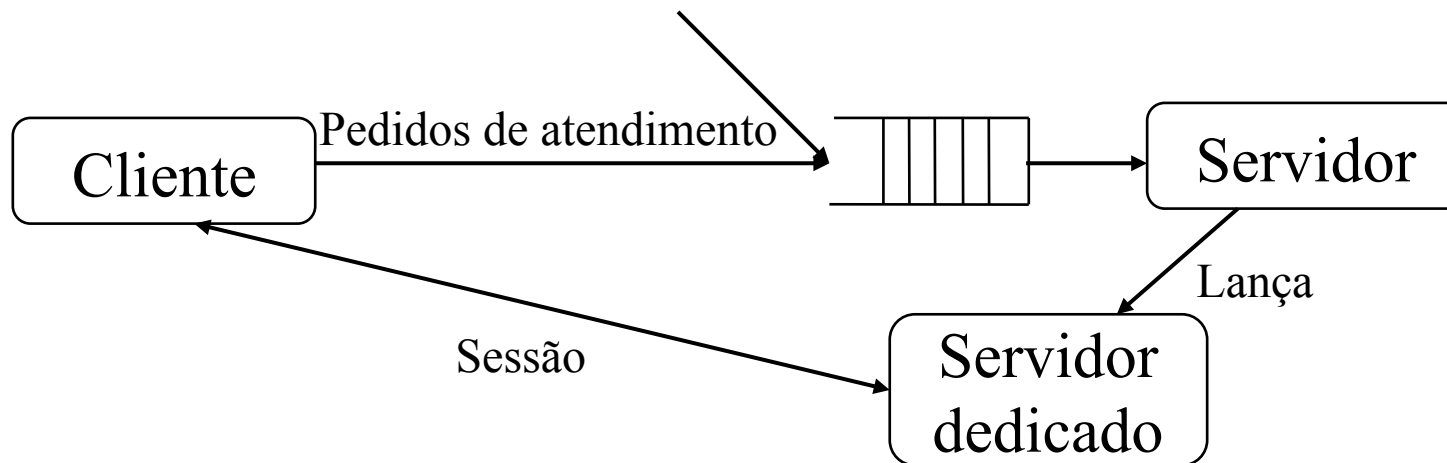 Pedidos de atendimento
Cliente
Servidor
Lança
Sessão
Servidor
dedicado